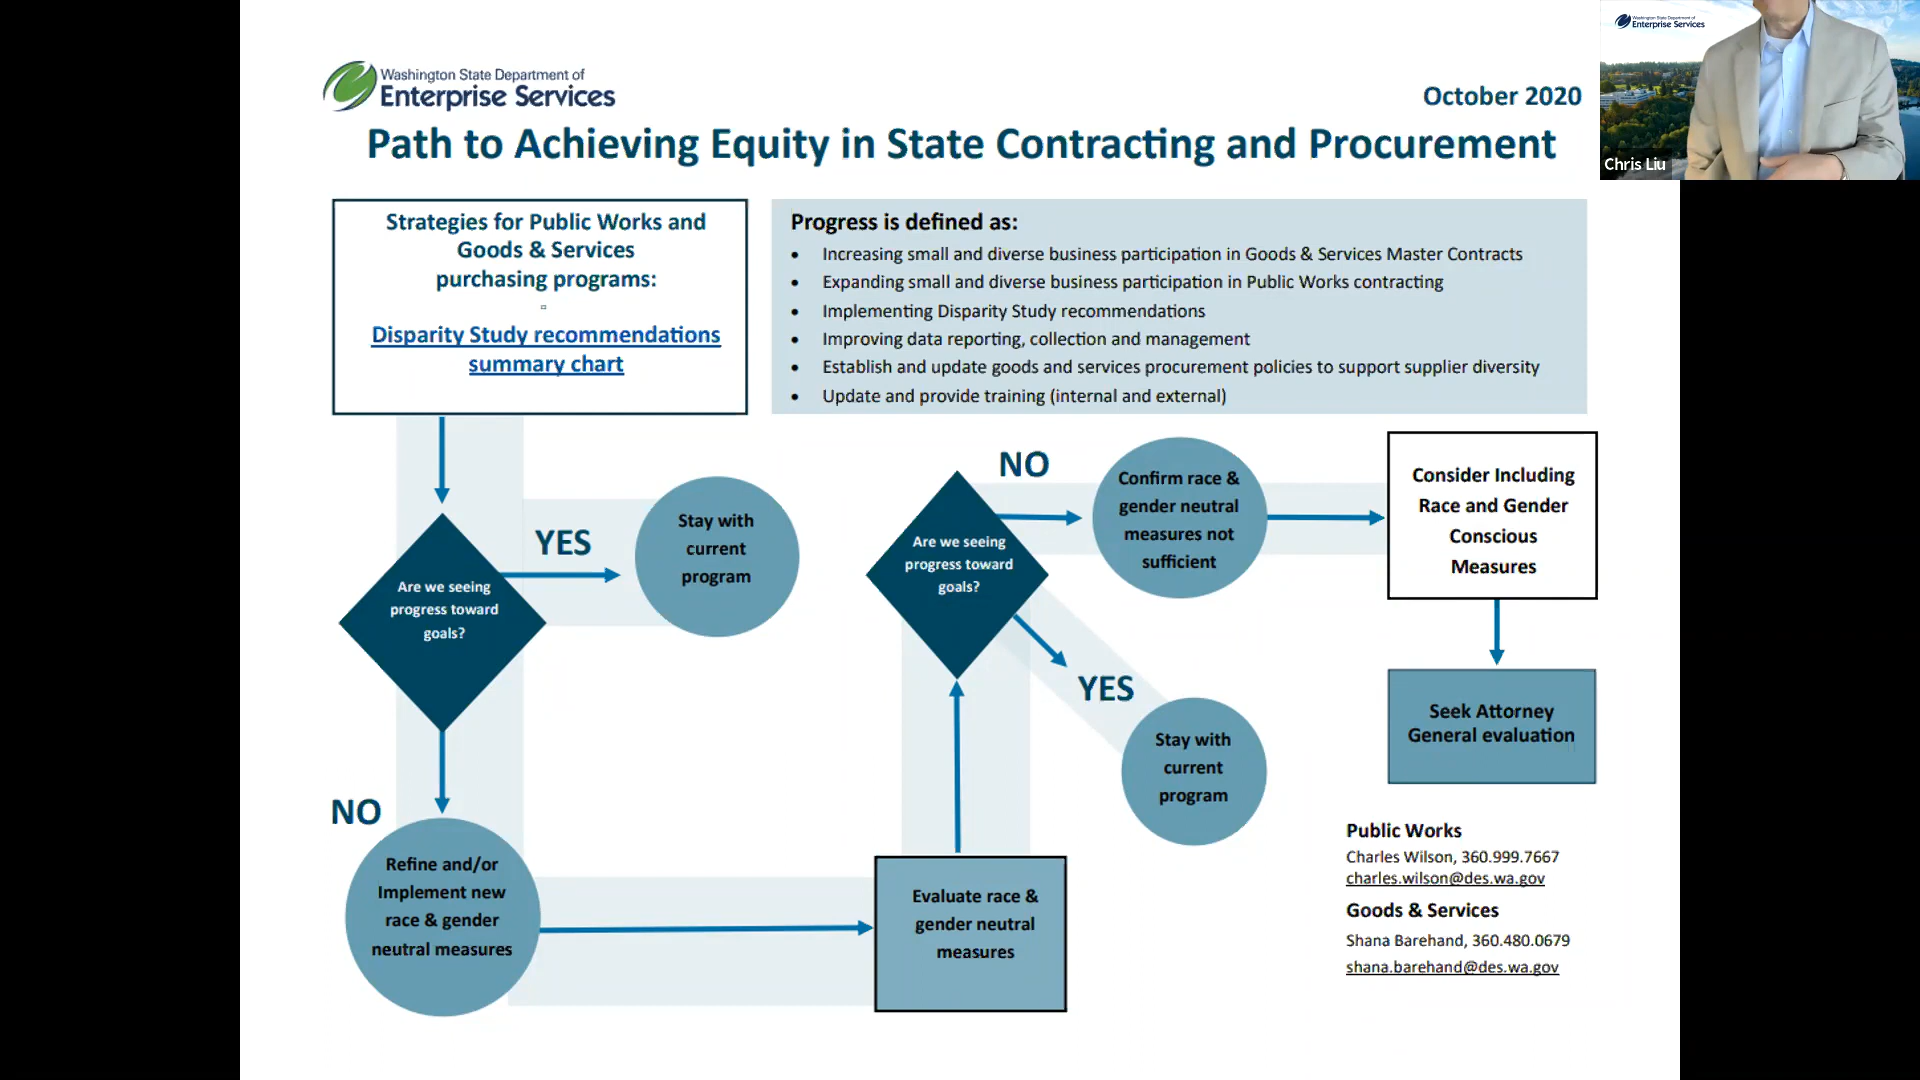 Washington State Department of
Enterprise Services
October 2020
Path to Achieving Equity in State Contracting and Procurement
Washington State Department of
Enterprise Services
Chris Liu
Strategies for Public Works and
Goods & Services
purchasing programs:
Disparity Study recommendations
summary chart
Progress is defined as:
• Increasing small and diverse business participation in Goods & Services Master Contracts
• Expanding small and diverse business participation in Public Works contracting
• Implementing Disparity Study recommendations
• Improving data reporting, collection and management
• Establish and update goods and services procurement policies to support supplier diversity
• Update and provide training (internal and external)
Are we seeing
progress toward
goals?
YES
Stay with
current
program
NO
Refine and/or
Implement new
race & gender
neutral measures
Evaluate race &
gender neutral
measures
Are we seeing
progress toward
goals?
NO
Confirm race &
gender neutral
measures not
sufficient
YES
Stay with
current
program
Consider Including
Race and Gender
Conscious
Measures
Seek Attorney
General evaluation
Public Works
Charles Wilson, 360.999.7667
charles.wilson@des.wa.gov
Goods & Services
Shana Barehand, 360.480.0679
shana.barehand@des.wa.gov